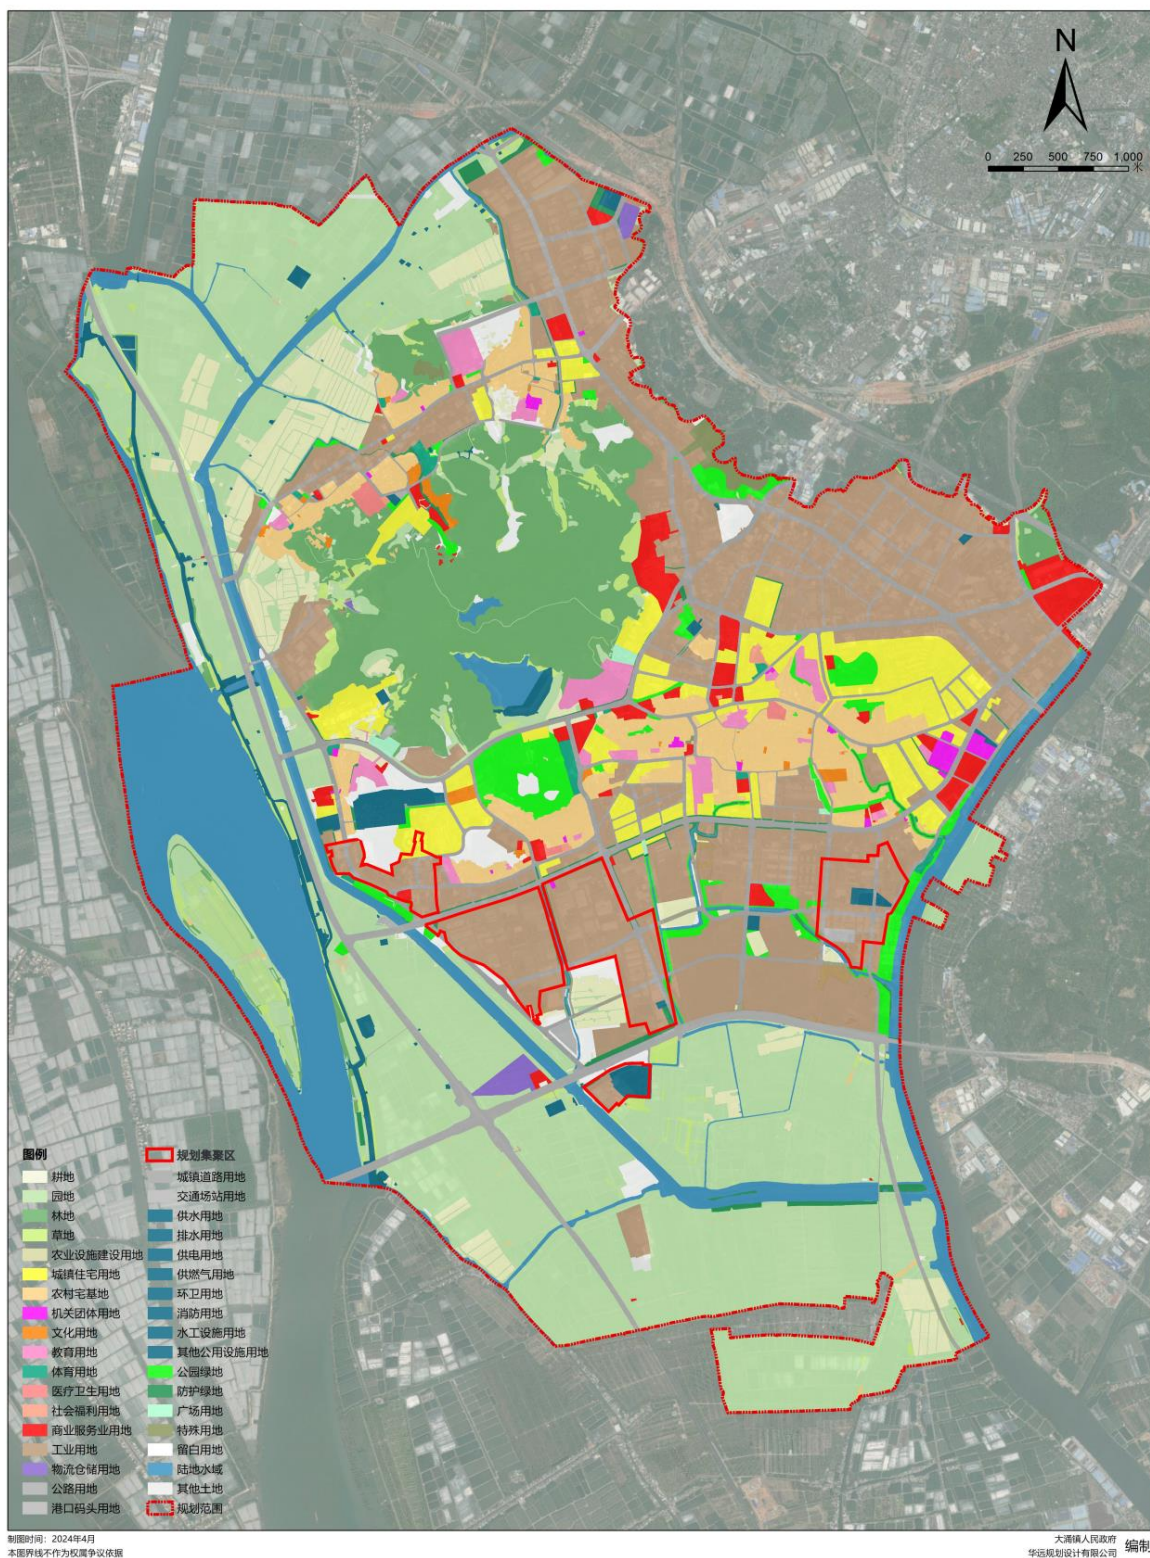 N
0 250 500 750 1,000
米
图例
耕地
园地
林地
草地
农业设施建设用地
城镇住宅用地
农村宅基地
机关团体用地
文化用地
教育用地
体育用地
医疗卫生用地
社会福利用地
商业服务业用地
工业用地
物流仓储用地
公路用地
港口码头用地
规划集聚区
城镇道路用地
交通场站用地
供水用地
排水用地
供电用地
供燃气用地
环卫用地
消防用地
水工设施用地
其他公用设施用地
公园绿地
防护绿地
广场用地
特殊用地
留白用地
陆地水域
其他土地
规划范围
制图时间：2024年4月
本图界线不作为权属争议依据
大涌镇人民政府
华远规划设计有限公司
编制